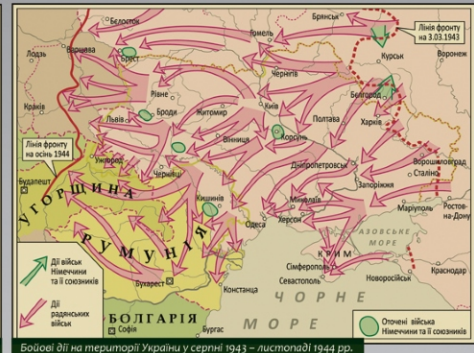 Білосток
Брянськ
Лінія фронту
на 3.03.1943
Гомель
Лодзь
Варшава
Брест
Курськ
Воронеж
Чернігів
Рівне
Київ
Бєлгород
Краків
Львів
Броди
Житомир
Полтава
Харків
Лінія фронту
на осінь 1944
Вінниця
Корсунь
Ужгород
Чернівці
Дніпропетровськ
Ворошиловград
Сталіно
Будапешт
УГОРЩИНА
Запоріжжя
Кишинів
Миколаїв
Маріуполь
Ростов-
на-Дону
Одеса
Херсон
РУМУНІЯ
АЗОВСЬКЕ
МОРЕ
КРИМ
Дії військ
Німеччини
та її союзників
Сімферополь
Севастополь
Новоросійськ
Краснодар
Дії
радянських
військ
Бухарест
Констанца
ЧОРНЕ
МОРЕ
БОЛГАРІЯ
Софія
Бургас
Оточені війська
Німеччини та її союзників
Бойові дії на території України у серпні 1943 – листопаді 1944 рр.